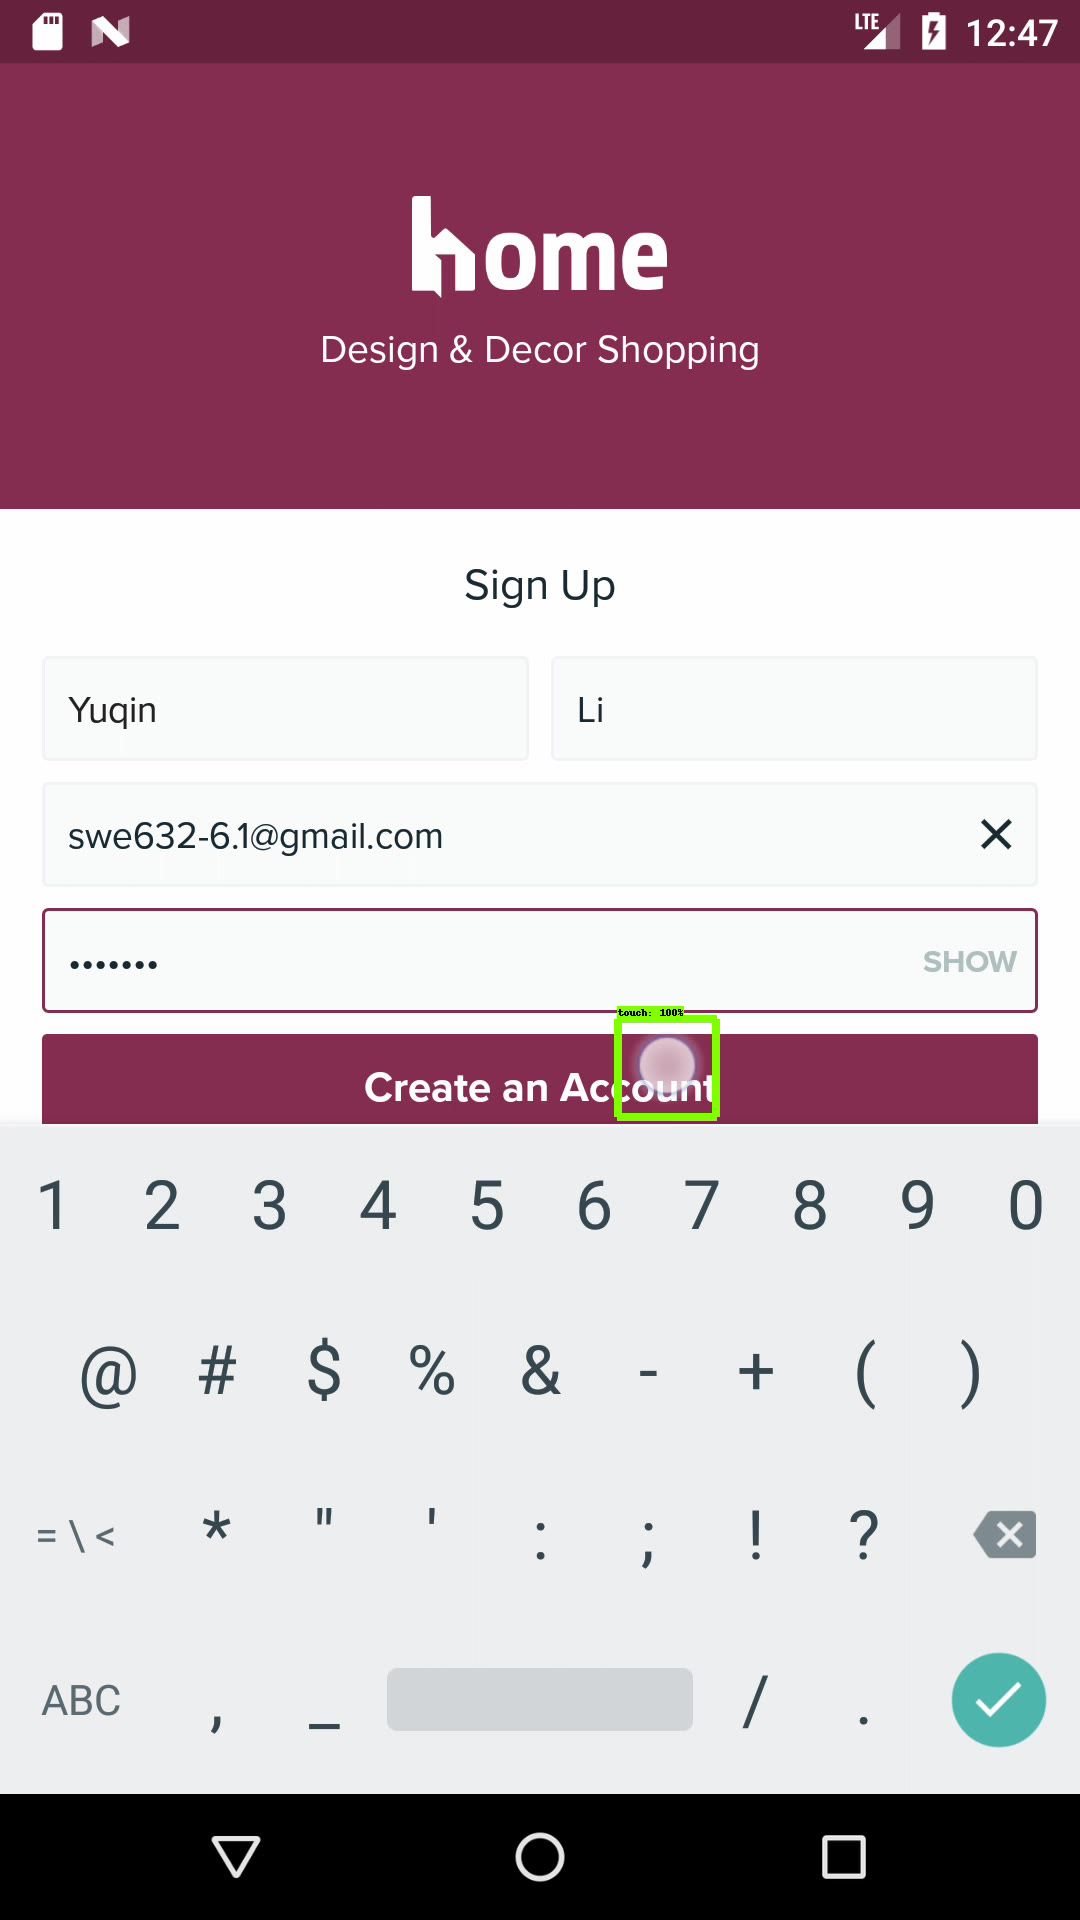 LTE 12:47
home
Design & Decor Shopping
Sign Up
Yuqin Li
swe632-6.1@gmail.com
••••••• SHOW
touch: 100%
Create an Account
1 2 3 4 5 6 7 8 9 0
@ # $ % & - + ( )
= \ < * " ' : ; ! ?
ABC , _ / .